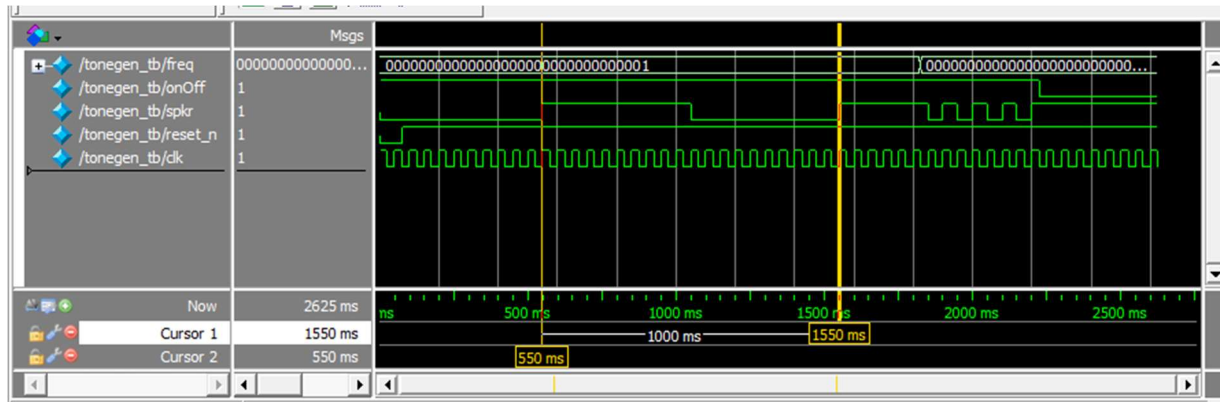 Msgs
/tonegen_tb/freq 00000000000000... 00000000000000000000000000000001 0000000000000000000000000...
/tonegen_tb/onOff 1
/tonegen_tb/spkr 1
/tonegen_tb/reset_n 1
/tonegen_tb/clk 1
Now 2625 ms ms 500 ms 1000 ms 1500 ms 2000 ms 2500 ms
Cursor 1 1550 ms 1000 ms 1550 ms
Cursor 2 550 ms 550 ms